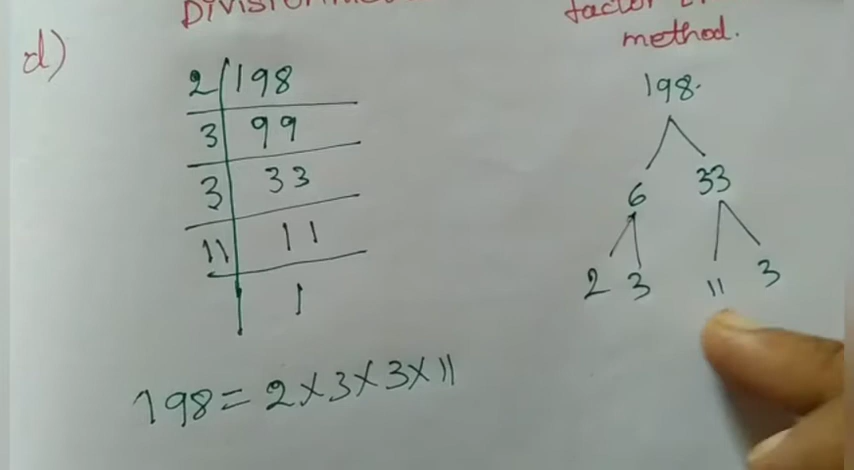 factor
method.
d)
2 198
3 99
3 33
11 11
1
198 = 2 × 3 × 3 × 11
198.
6 33
2 3 11 3